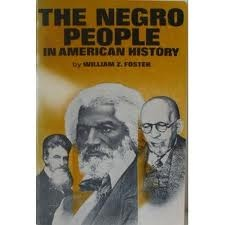 THE NEGRO
PEOPLE
IN AMERICAN HISTORY
by WILLIAM Z. FOSTER